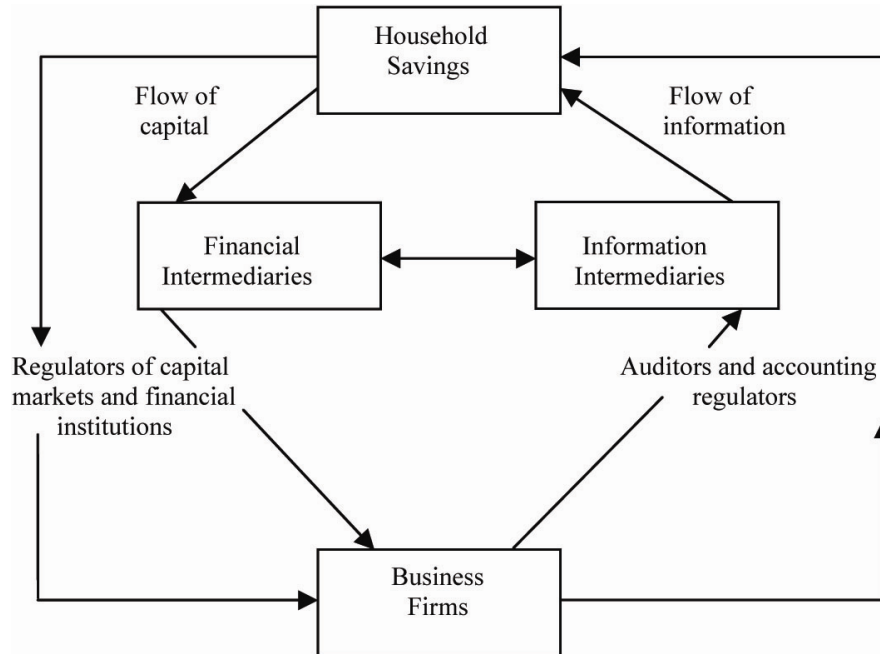 Household
Savings
Flow of
capital
Flow of
information
Financial
Intermediaries
Information
Intermediaries
Regulators of capital
markets and financial
institutions
Auditors and accounting
regulators
Business
Firms